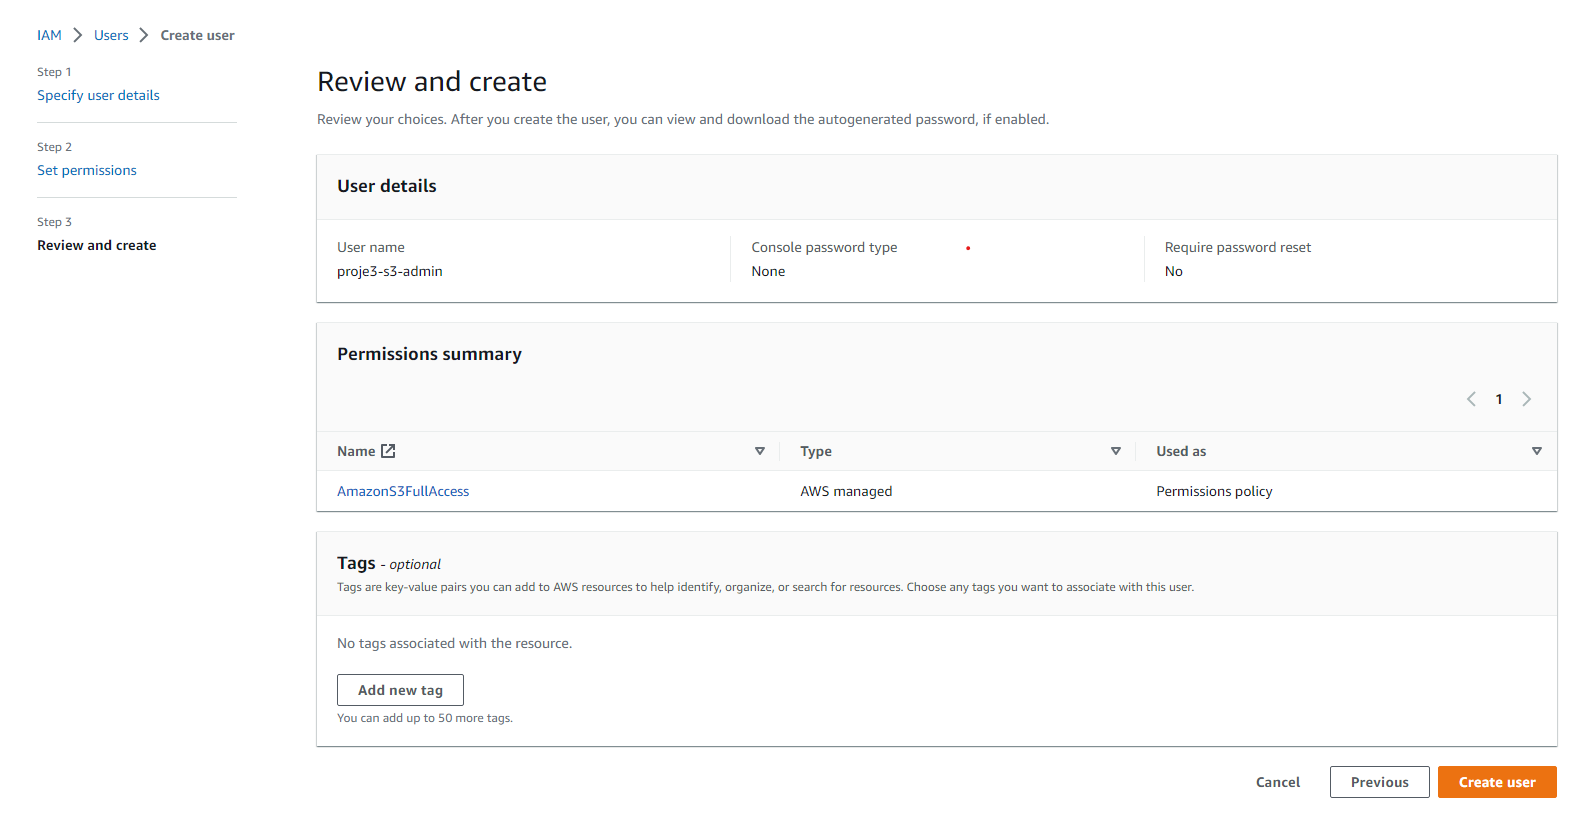 IAM > Users > Create user
Step 1
Specify user details
Step 2
Set permissions
Step 3
Review and create
Review and create
Review your choices. After you create the user, you can view and download the autogenerated password, if enabled.
User details
User name
proje3-s3-admin
Console password type
None
Require password reset
No
Permissions summary
1
Name
Type
Used as
AmazonS3FullAccess
AWS managed
Permissions policy
Tags - optional
Tags are key-value pairs you can add to AWS resources to help identify, organize, or search for resources. Choose any tags you want to associate with this user.
No tags associated with the resource.
Add new tag
You can add up to 50 more tags.
Cancel
Previous
Create user